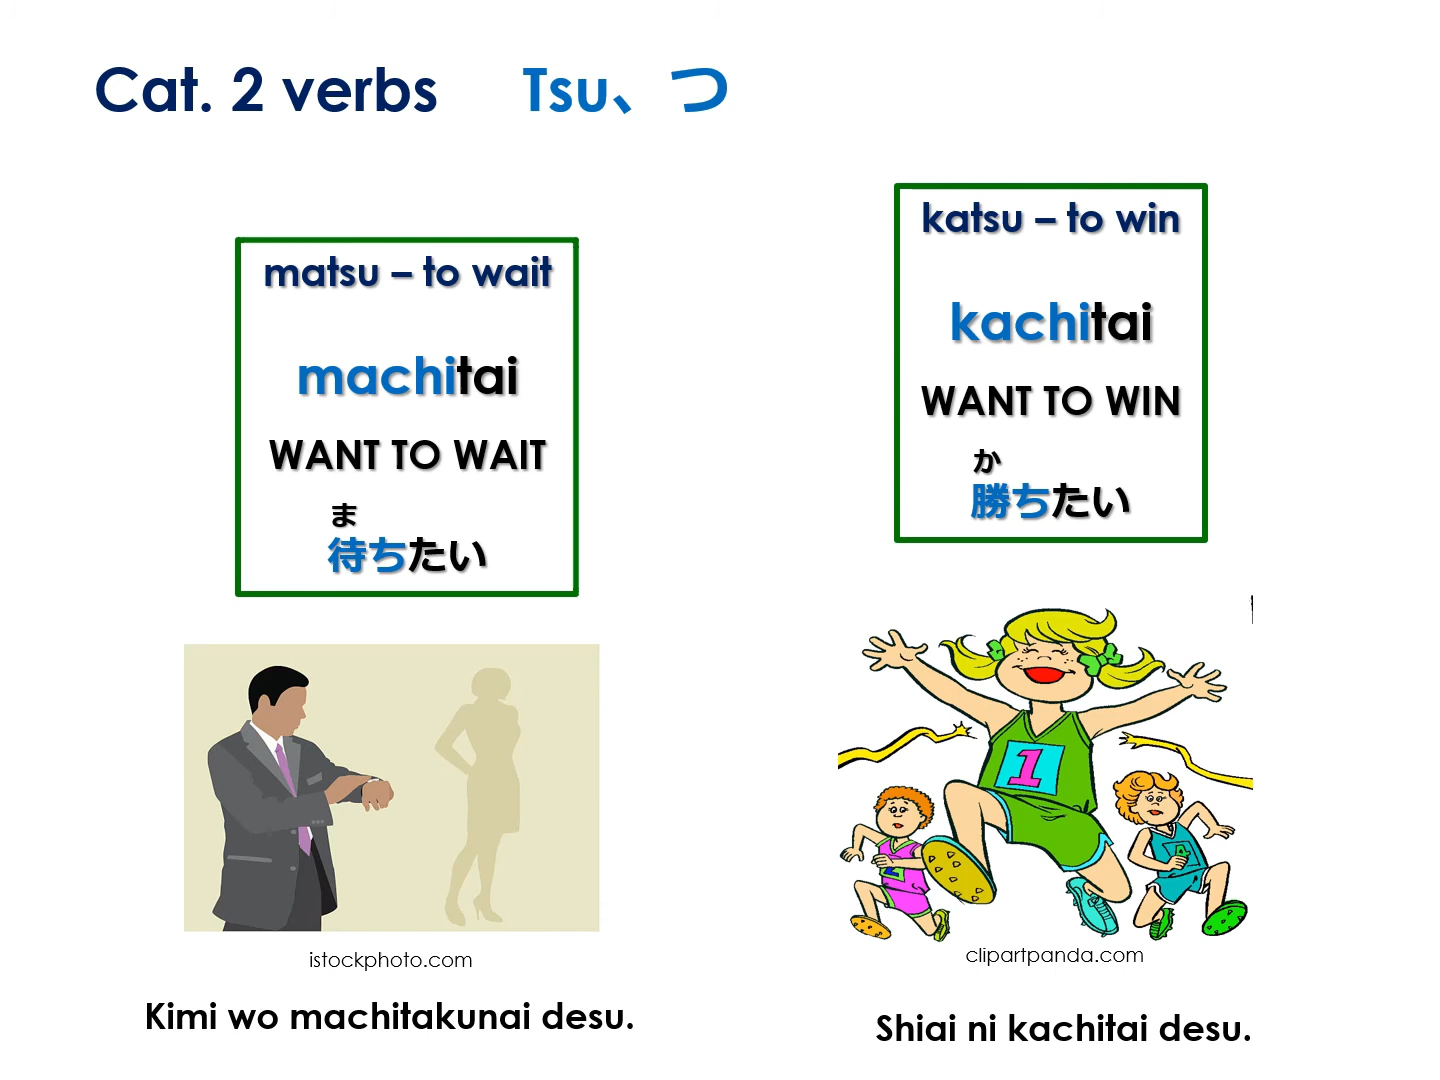 Cat. 2 verbs Tsu、つ
matsu – to wait
machitai
WANT TO WAIT
ま
待ちたい
istockphoto.com
Kimi wo machitakunai desu.
katsu – to win
kachitai
WANT TO WIN
か
勝ちたい
1
clipartpanda.com
Shiai ni kachitai desu.